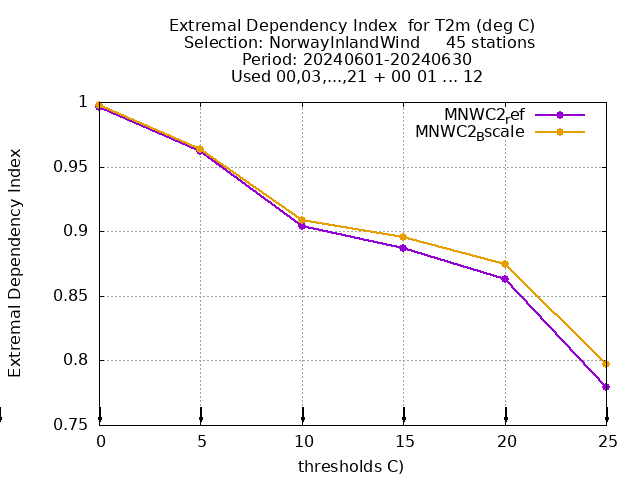 Extremal Dependency Index  for T2m (deg C)
Selection: NorwayInlandWind     45 stations
Period: 20240601-20240630
Used 00,03,...,21 + 00 01 ... 12
MNWC2_ref
MNWC2_Bscale
Extremal Dependency Index
1
0.95
0.9
0.85
0.8
0.75
0 5 10 15 20 25
thresholds C)